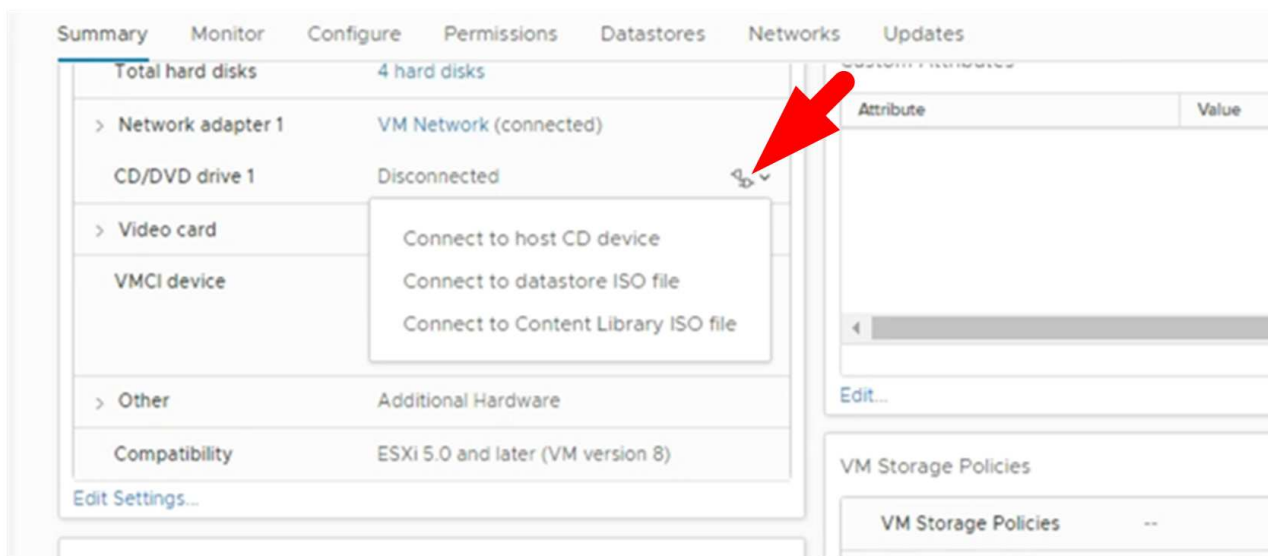 Summary Monitor Configure Permissions Datastores Networks Updates
Total hard disks 4 hard disks
> Network adapter 1 VM Network (connected)
CD/DVD drive 1 Disconnected
> Video card
Connect to host CD device
VMCI device
Connect to datastore ISO file
Connect to Content Library ISO file
> Other Additional Hardware
Compatibility ESXi 5.0 and later (VM version 8)
Edit Settings...
Custom Attributes
Attribute Value
Edit...
VM Storage Policies
VM Storage Policies --